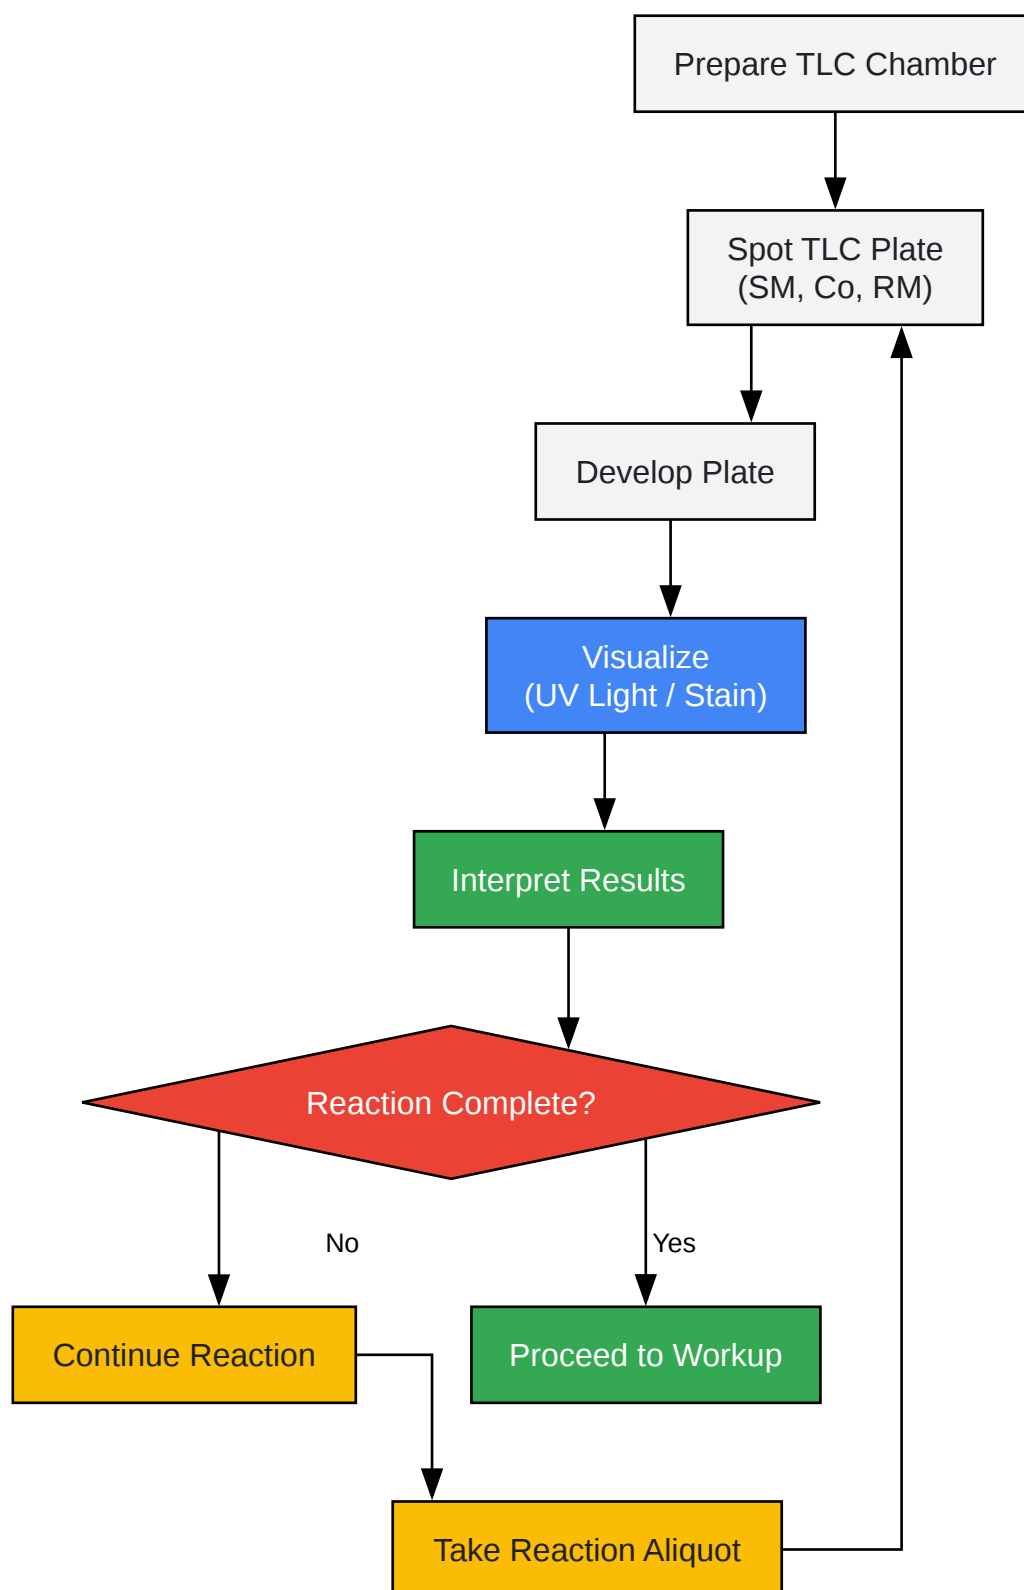 Prepare TLC Chamber
Spot TLC Plate
(SM, Co, RM)
Develop Plate
Visualize
(UV Light / Stain)
Interpret Results
Reaction Complete?
No
Yes
Continue Reaction
Proceed to Workup
Take Reaction Aliquot